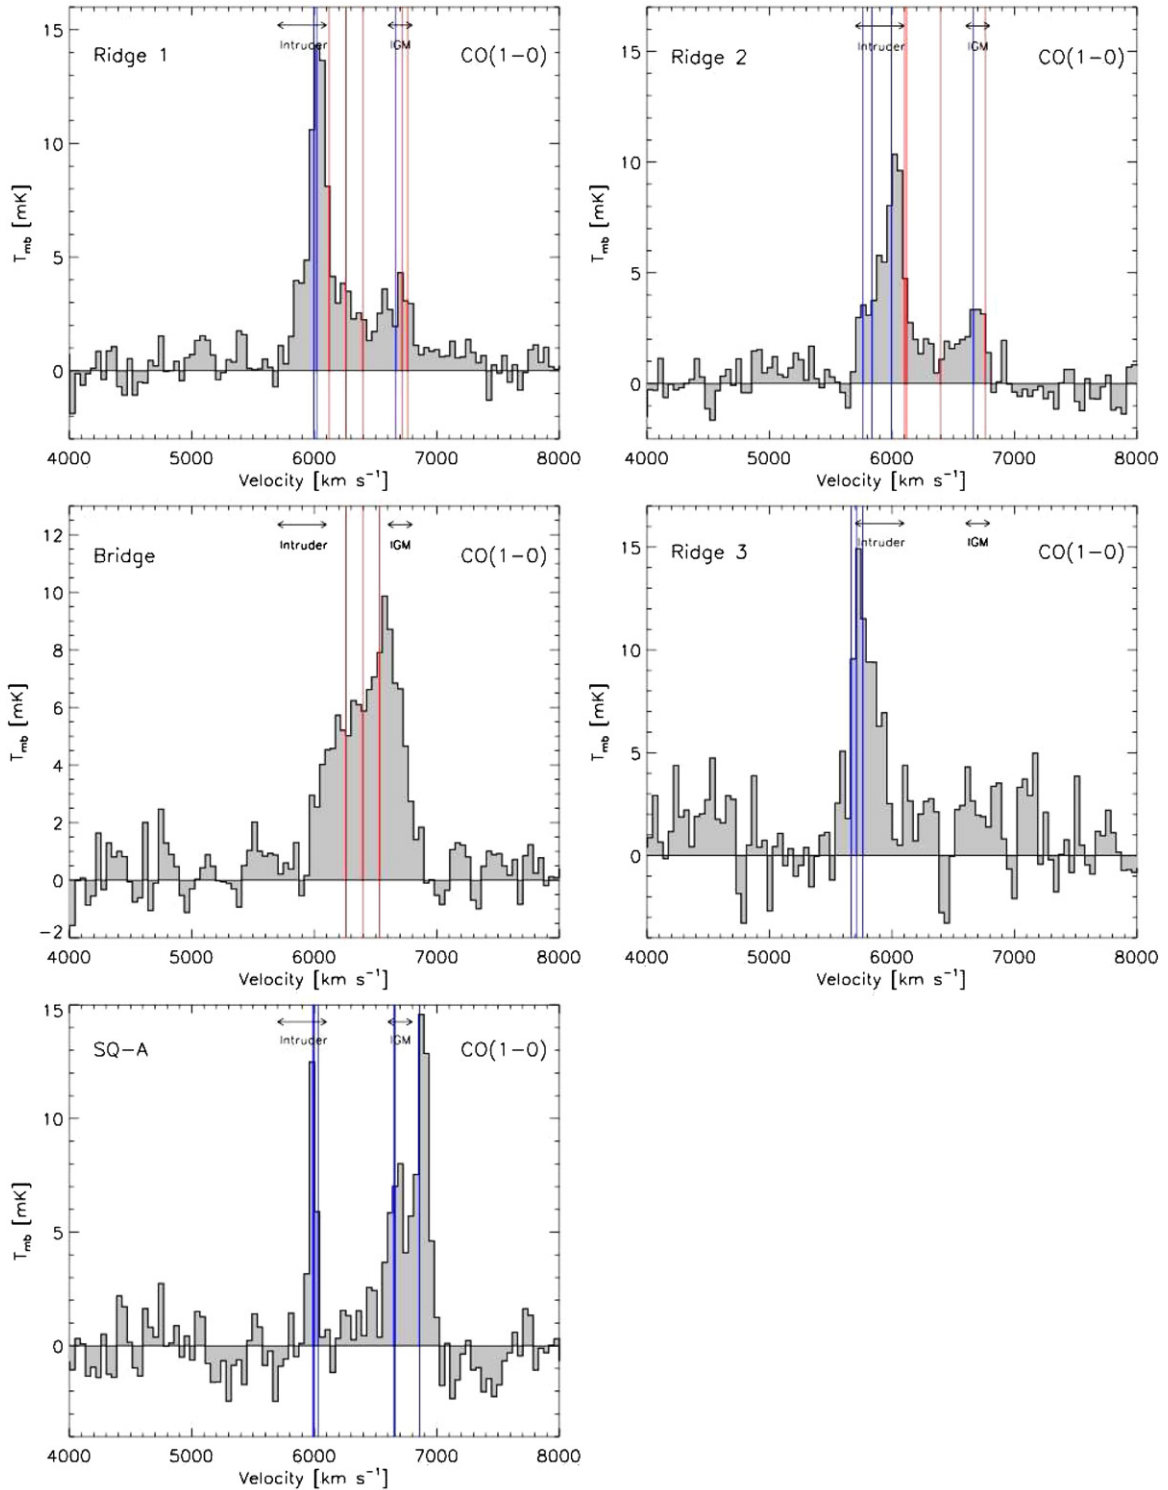 Ridge 1
Intruder
IGM
CO(1-0)
15
10
5
0
T_mb [mK]
4000 5000 6000 7000 8000
Velocity [km s⁻¹]
Ridge 2
Intruder
IGM
CO(1-0)
15
10
5
0
T_mb [mK]
4000 5000 6000 7000 8000
Velocity [km s⁻¹]
Bridge
Intruder
IGM
CO(1-0)
12
10
8
6
4
2
0
-2
T_mb [mK]
4000 5000 6000 7000 8000
Velocity [km s⁻¹]
Ridge 3
Intruder
IGM
CO(1-0)
15
10
5
0
T_mb [mK]
4000 5000 6000 7000 8000
Velocity [km s⁻¹]
SQ-A
Intruder
IGM
CO(1-0)
15
10
5
0
T_mb [mK]
4000 5000 6000 7000 8000
Velocity [km s⁻¹]